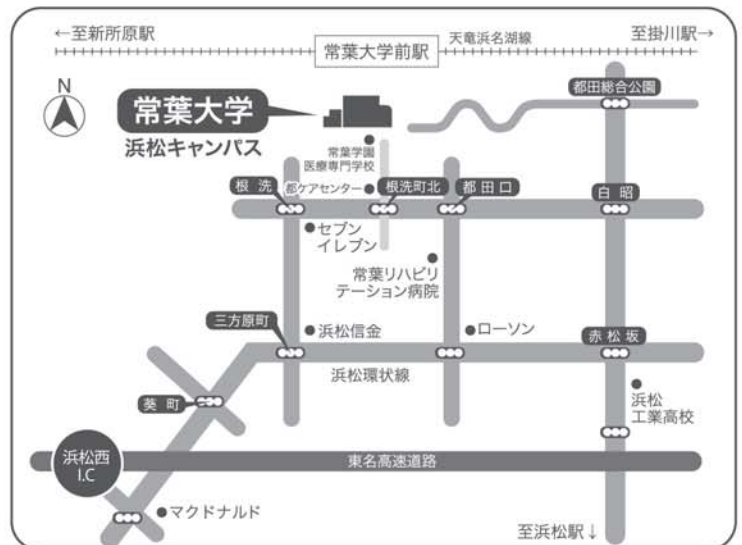 ←至新所原駅
常葉大学前駅
天竜浜名湖線
至掛川駅→
N
都田総合公園
常葉大学
浜松キャンパス
常葉学園
医療専門学校
根洗
都ケアセンター
根洗町北
都田口
白昭
セブン
イレブン
常葉リハビリ
テーション病院
三方原町
浜松信金
ローソン
赤松坂
浜松環状線
葵町
浜松
工業高校
浜松西
I.C
東名高速道路
マクドナルド
至浜松駅↓